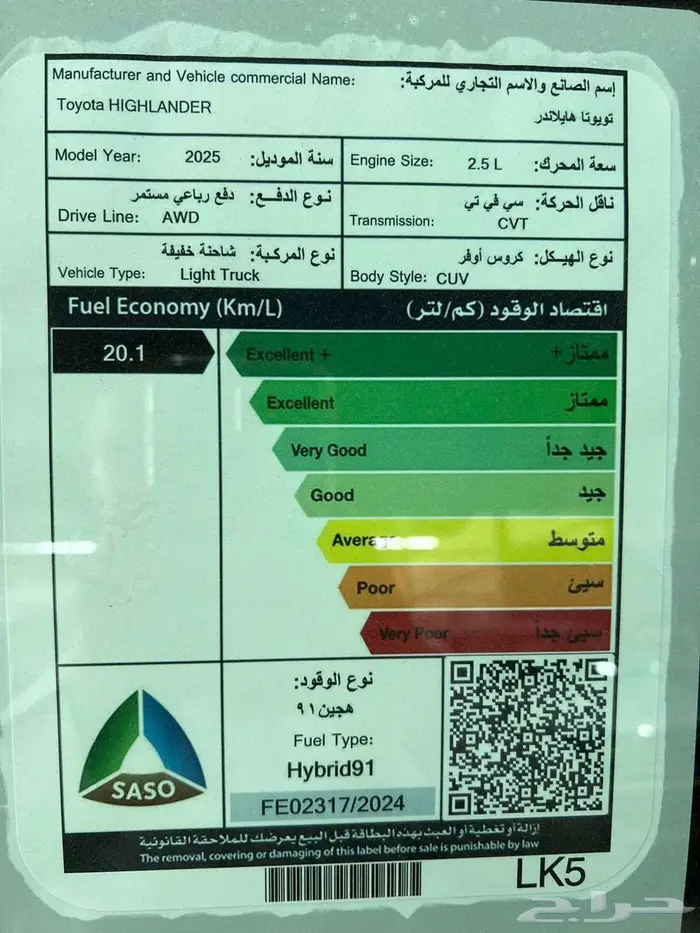 Manufacturer and Vehicle commercial Name: إسم الصانع والاسم التجاري للمركبة:
Toyota HIGHLANDER تويوتا هايلاندر
Model Year: 2025 سنة الموديل:
Engine Size: 2.5 L سعة المحرك:
نوع الدفع: دفع رباعي مستمر
Drive Line: AWD
ناقل الحركة: سي في تي
Transmission: CVT
نوع المركبة: شاحنة خفيفة
Vehicle Type: Light Truck
نوع الهيكل: كروس أوفر
Body Style: CUV
Fuel Economy (Km/L) اقتصاد الوقود (كم/لتر)
20.1
Excellent + ممتاز +
Excellent ممتاز
Very Good جيد جداً
Good جيد
Average متوسط
Poor سيئ
Very Poor سيئ جداً
SASO
نوع الوقود:
هجين ٩١
Fuel Type:
Hybrid91
FE02317/2024
إزالة أو تغطية أو العبث بهذه البطاقة قبل البيع يعرضك للملاحقة القانونية
The removal, covering or damaging of this label before sale is punishable by law
LK5
حراج